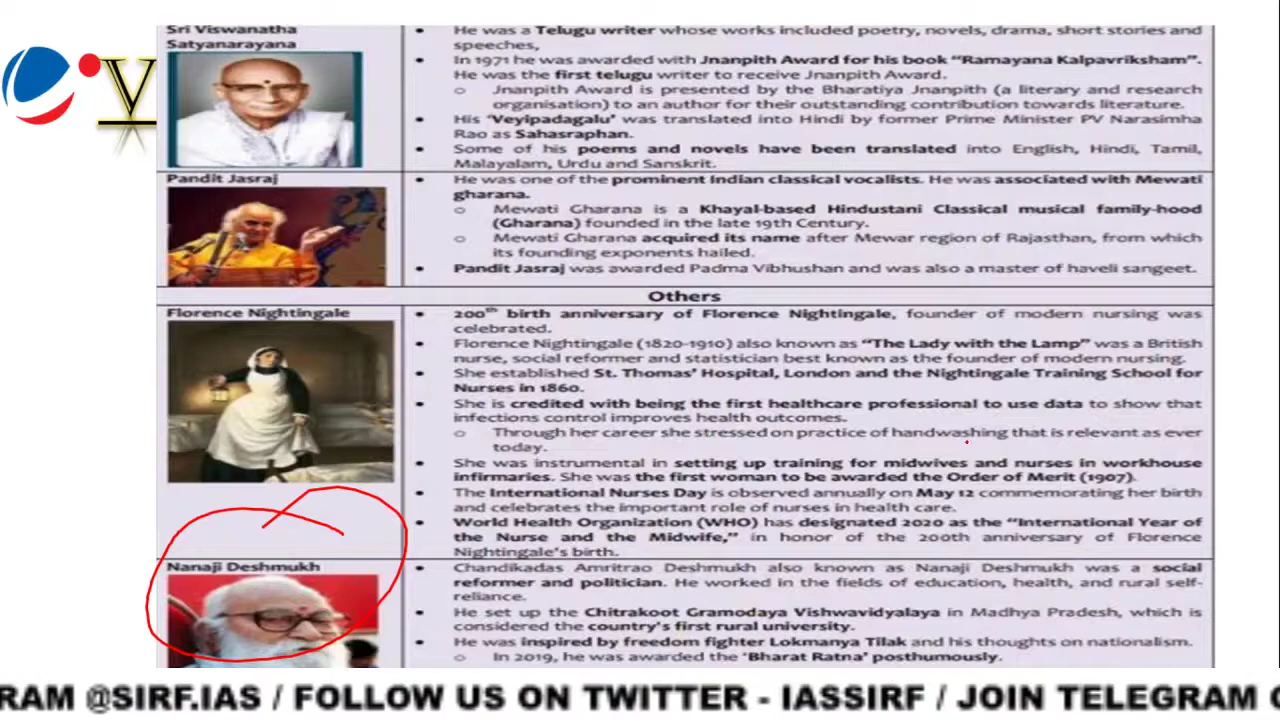 V
Sri Viswanatha
Satyanarayana
• He was a Telugu writer whose works included poetry, novels, drama, short stories and
speeches,
• In 1971 he was awarded with Jnanpith Award for his book “Ramayana Kalpavriksham”.
He was the first telugu writer to receive Jnanpith Award.
o Jnanpith Award is presented by the Bharatiya Jnanpith (a literary and research
organisation) to an author for their outstanding contribution towards literature.
• His ‘Veyipadagalu’ was translated into Hindi by former Prime Minister PV Narasimha
Rao as Sahasraphan.
• Some of his poems and novels have been translated into English, Hindi, Tamil,
Malayalam, Urdu and Sanskrit.
Pandit Jasraj
• He was one of the prominent Indian classical vocalists. He was associated with Mewati
gharana.
o Mewati Gharana is a Khayal-based Hindustani Classical musical family-hood
(Gharana) founded in the late 19th Century.
o Mewati Gharana acquired its name after Mewar region of Rajasthan, from which
its founding exponents hailed.
• Pandit Jasraj was awarded Padma Vibhushan and was also a master of haveli sangeet.
Others
Florence Nightingale
• 200th birth anniversary of Florence Nightingale, founder of modern nursing was
celebrated.
• Florence Nightingale (1820-1910) also known as “The Lady with the Lamp” was a British
nurse, social reformer and statistician best known as the founder of modern nursing.
• She established St. Thomas’ Hospital, London and the Nightingale Training School for
Nurses in 1860.
• She is credited with being the first healthcare professional to use data to show that
infections control improves health outcomes.
o Through her career she stressed on practice of handwashing that is relevant as ever
today.
• She was instrumental in setting up training for midwives and nurses in workhouse
infirmaries. She was the first woman to be awarded the Order of Merit (1907).
• The International Nurses Day is observed annually on May 12 commemorating her birth
and celebrates the important role of nurses in health care.
• World Health Organization (WHO) has designated 2020 as the “International Year of
the Nurse and the Midwife,” in honor of the 200th anniversary of Florence
Nightingale’s birth.
Nanaji Deshmukh
• Chandikadas Amritrao Deshmukh also known as Nanaji Deshmukh was a social
reformer and politician. He worked in the fields of education, health, and rural self-
reliance.
• He set up the Chitrakoot Gramodaya Vishwavidyalaya in Madhya Pradesh, which is
considered the country’s first rural university.
• He was inspired by freedom fighter Lokmanya Tilak and his thoughts on nationalism.
o In 2019, he was awarded the ‘Bharat Ratna’ posthumously.
RAM @SIRF.IAS / FOLLOW US ON TWITTER - IASSIRF / JOIN TELEGRAM C